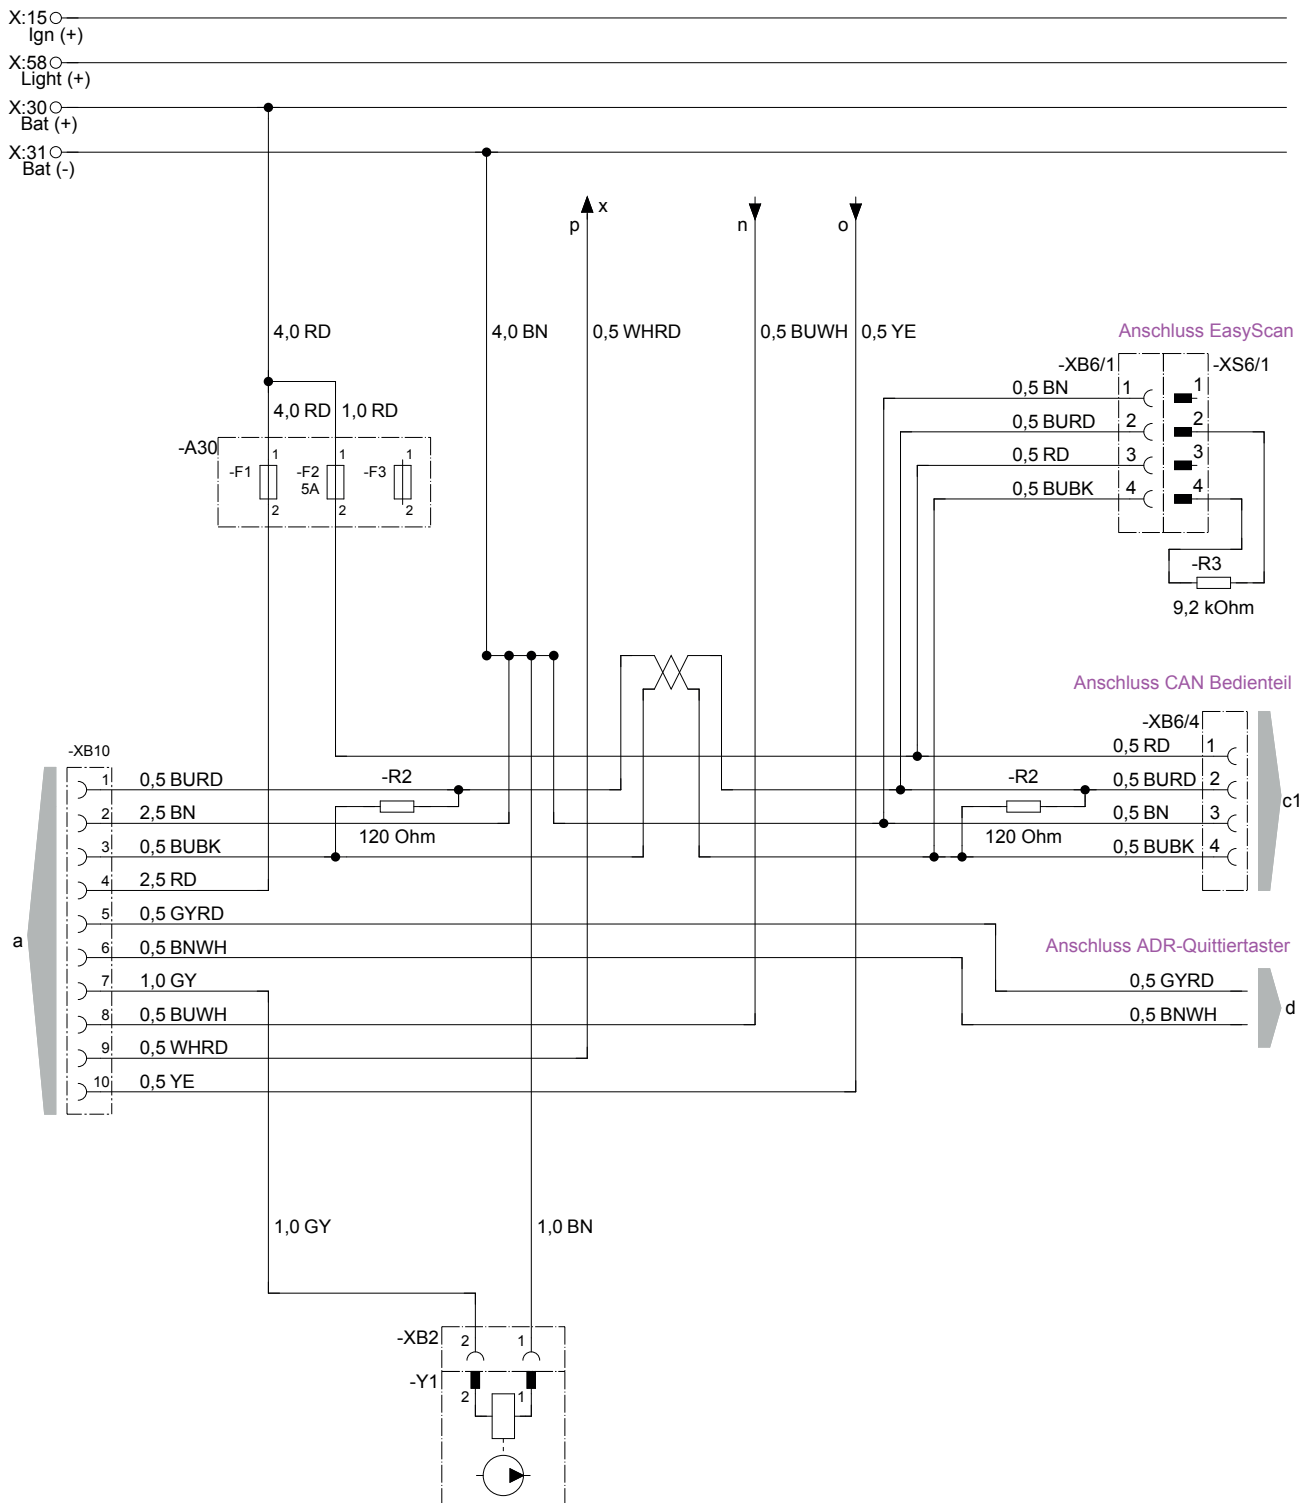 X:15
Ign (+)
X:58
Light (+)
X:30
Bat (+)
X:31
Bat (-)
x
p
n
o
4,0 RD
4,0 BN
0,5 WHRD
0,5 BUWH
0,5 YE
Anschluss EasyScan
-XB6/1
-XS6/1
0,5 BN
1
1
0,5 BURD
2
2
0,5 RD
3
3
0,5 BUBK
4
4
-R3
9,2 kOhm
4,0 RD
1,0 RD
-A30
1
1
1
-F1
-F2
5A
-F3
2
2
2
Anschluss CAN Bedienteil
-XB6/4
0,5 RD
1
0,5 BURD
2
0,5 BN
3
0,5 BUBK
4
c1
-R2
120 Ohm
-R2
120 Ohm
-XB10
1
0,5 BURD
2
2,5 BN
3
0,5 BUBK
4
2,5 RD
5
0,5 GYRD
6
0,5 BNWH
7
1,0 GY
8
0,5 BUWH
9
0,5 WHRD
10
0,5 YE
a
Anschluss ADR-Quittiertaster
0,5 GYRD
0,5 BNWH
d
1,0 GY
1,0 BN
-XB2
2
1
-Y1
2
1